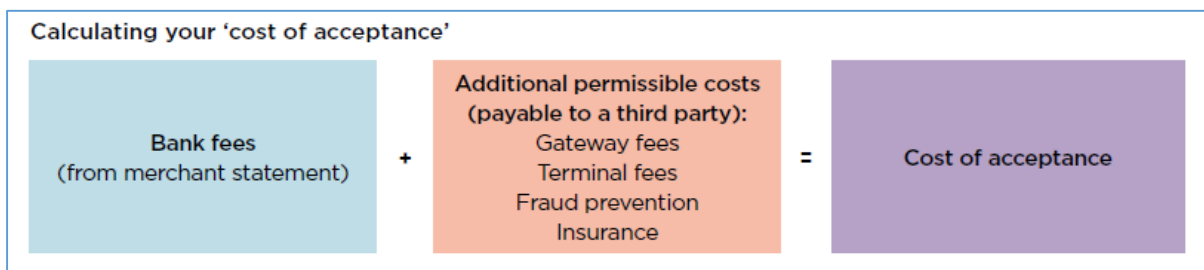 Calculating your ‘cost of acceptance’
Bank fees
(from merchant statement)
+
Additional permissible costs
(payable to a third party):
Gateway fees
Terminal fees
Fraud prevention
Insurance
=
Cost of acceptance